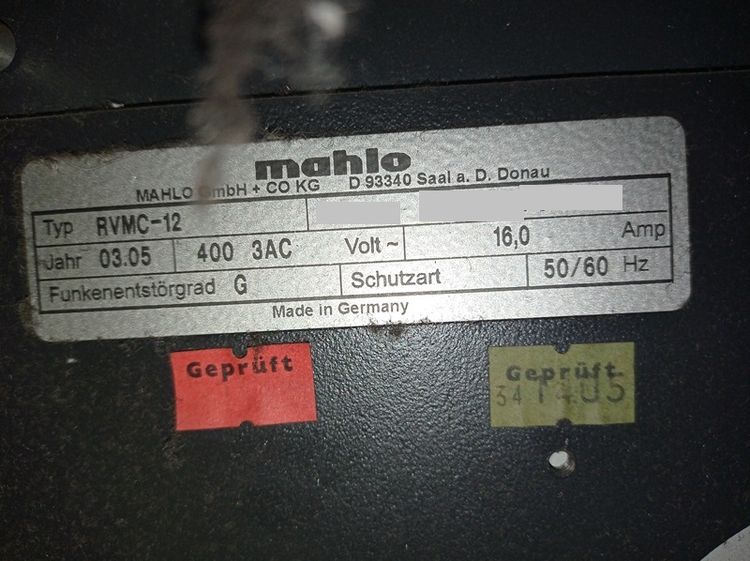 mahlo
MAHLO GmbH + CO KG D 93340 Saal a. D. Donau
Typ RVMC-12
Jahr 03.05 400 3AC Volt ~ 16,0 Amp
Funkenentstörgrad G Schutzart 50/60 Hz
Made in Germany
Geprüft
Geprüft